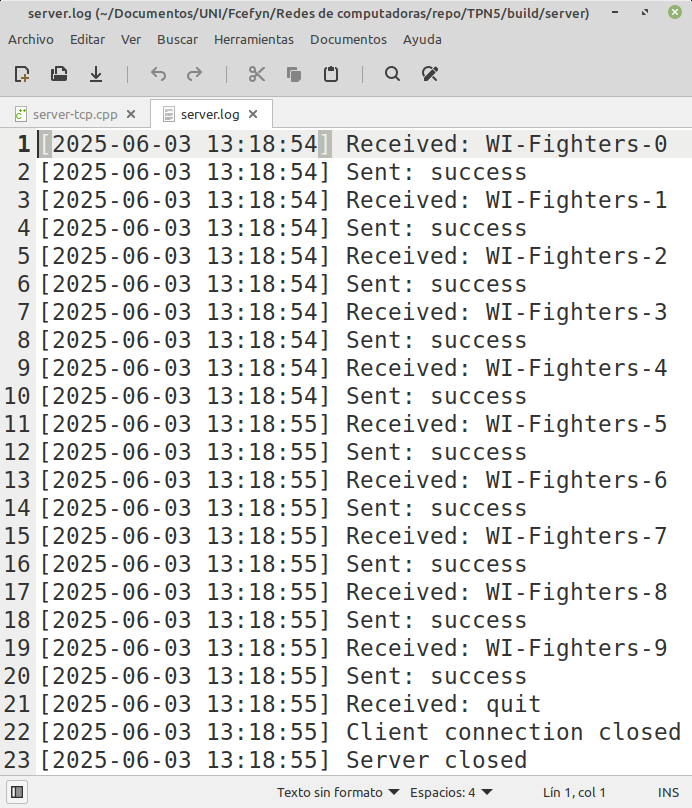 server.log (~/Documentos/UNI/Fcefyn/Redes de computadoras/repo/TPN5/build/server)
Archivo Editar Ver Buscar Herramientas Documentos Ayuda
server-tcp.cpp server.log
1 [2025-06-03 13:18:54] Received: WI-Fighters-0
2 [2025-06-03 13:18:54] Sent: success
3 [2025-06-03 13:18:54] Received: WI-Fighters-1
4 [2025-06-03 13:18:54] Sent: success
5 [2025-06-03 13:18:54] Received: WI-Fighters-2
6 [2025-06-03 13:18:54] Sent: success
7 [2025-06-03 13:18:54] Received: WI-Fighters-3
8 [2025-06-03 13:18:54] Sent: success
9 [2025-06-03 13:18:54] Received: WI-Fighters-4
10 [2025-06-03 13:18:54] Sent: success
11 [2025-06-03 13:18:55] Received: WI-Fighters-5
12 [2025-06-03 13:18:55] Sent: success
13 [2025-06-03 13:18:55] Received: WI-Fighters-6
14 [2025-06-03 13:18:55] Sent: success
15 [2025-06-03 13:18:55] Received: WI-Fighters-7
16 [2025-06-03 13:18:55] Sent: success
17 [2025-06-03 13:18:55] Received: WI-Fighters-8
18 [2025-06-03 13:18:55] Sent: success
19 [2025-06-03 13:18:55] Received: WI-Fighters-9
20 [2025-06-03 13:18:55] Sent: success
21 [2025-06-03 13:18:55] Received: quit
22 [2025-06-03 13:18:55] Client connection closed
23 [2025-06-03 13:18:55] Server closed
Texto sin formato Espacios: 4 Lín 1, col 1 INS